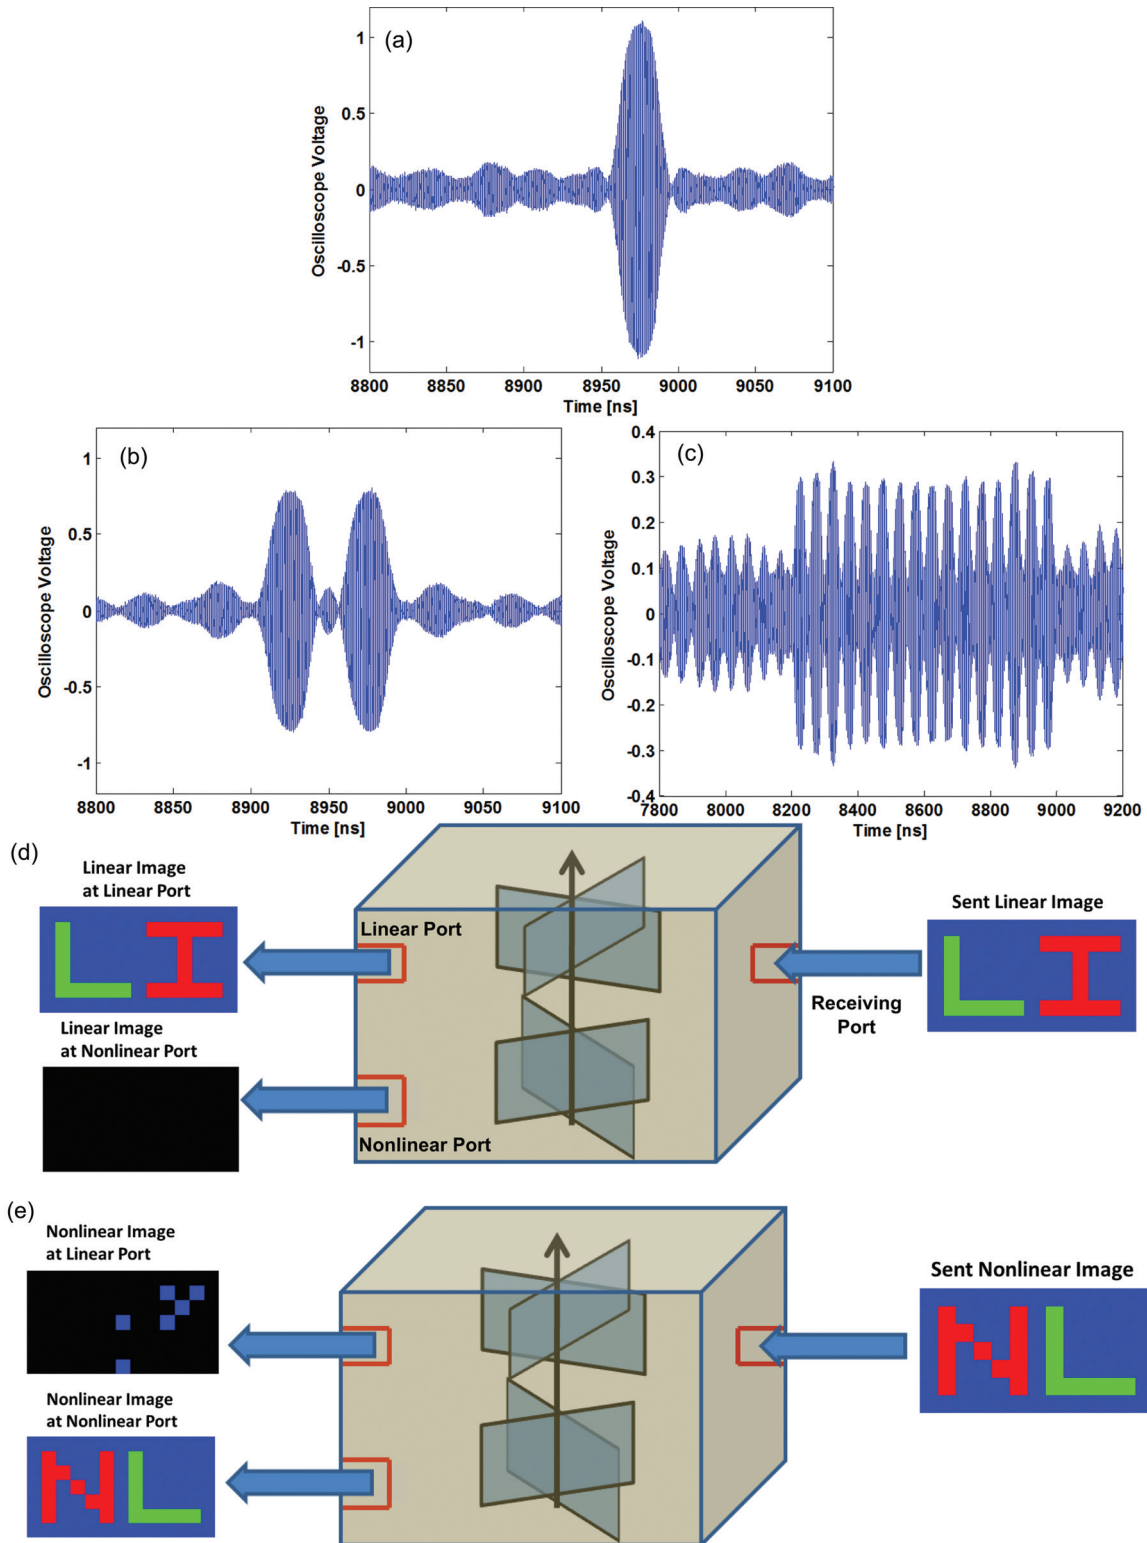 (a)
Oscilloscope Voltage
1
0.5
0
-0.5
-1
8800 8850 8900 8950 9000 9050 9100
Time [ns]
(b)
Oscilloscope Voltage
1
0.5
0
-0.5
-1
8800 8850 8900 8950 9000 9050 9100
Time [ns]
(c)
Oscilloscope Voltage
0.4
0.3
0.2
0.1
0
-0.1
-0.2
-0.3
-0.4
7800 8000 8200 8400 8600 8800 9000 9200
Time [ns]
(d)
Linear Image
at Linear Port
L I
Linear Image
at Nonlinear Port
Linear Port
Nonlinear Port
Receiving
Port
Sent Linear Image
L I
(e)
Nonlinear Image
at Linear Port
Nonlinear Image
at Nonlinear Port
N L
Sent Nonlinear Image
N L